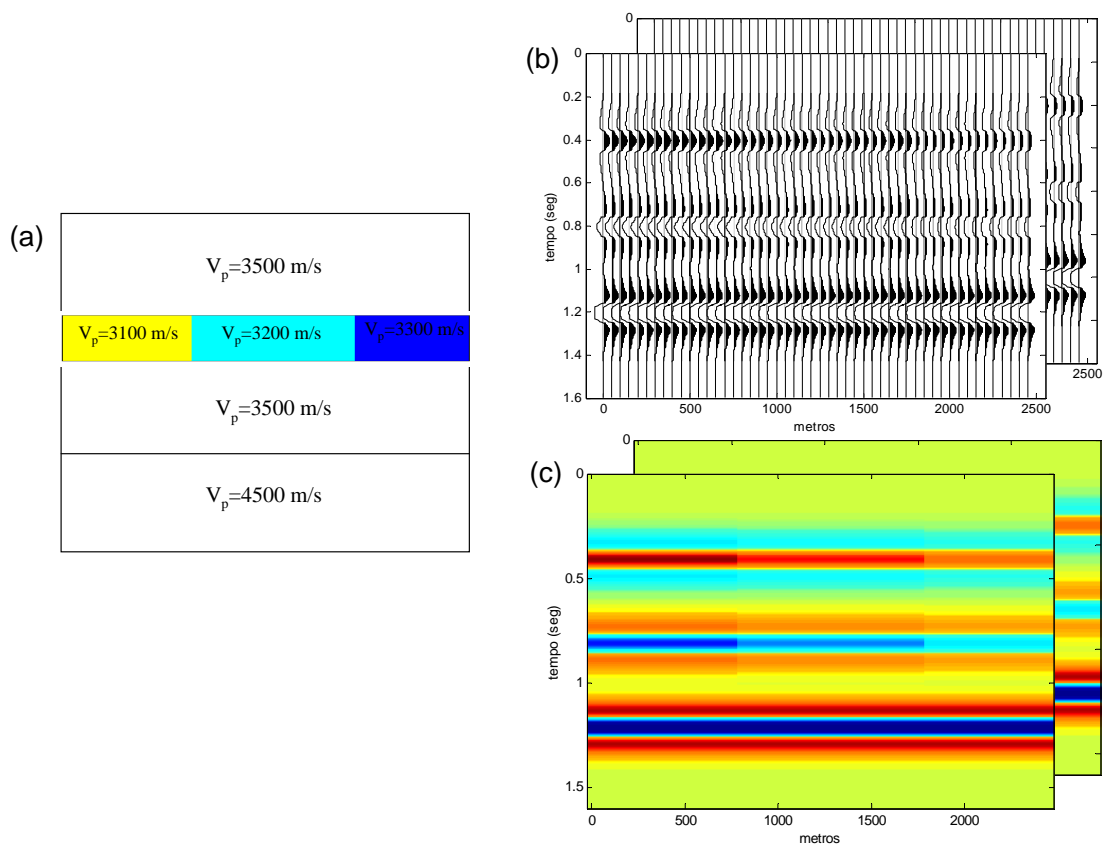 (a)
V_p=3500 m/s
V_p=3100 m/s V_p=3200 m/s V_p=3300 m/s
V_p=3500 m/s
V_p=4500 m/s
(b)
0
0
0.2
0.4
0.6
0.8
1
1.2
1.4
1.6
tempo (seg)
0 500 1000 1500 2000 2500
2500
metros
(c)
0
0
0.5
1
1.5
tempo (seg)
0 500 1000 1500 2000
metros